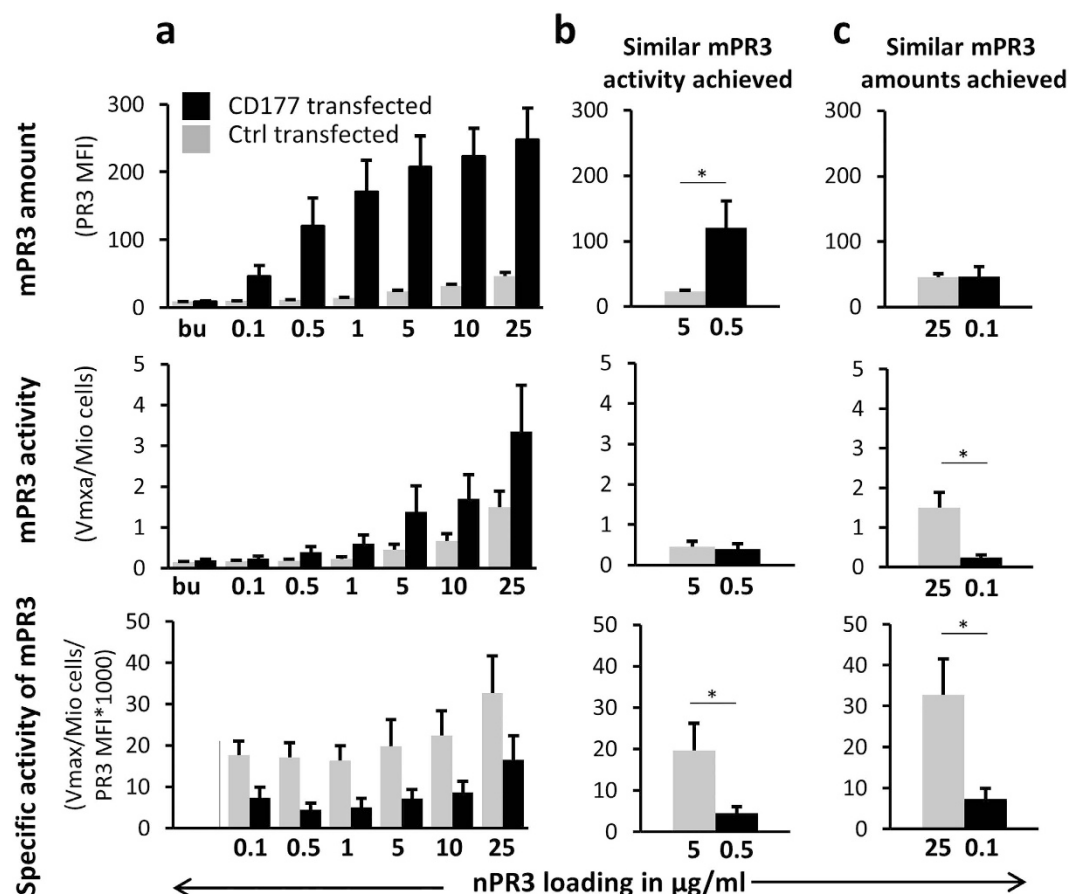 a
b
c
Similar mPR3
activity achieved
Similar mPR3
amounts achieved
mPR3 amount
(PR3 MFI)
CD177 transfected
Ctrl transfected
300
200
100
0
bu 0.1 0.5 1 5 10 25
300
200
100
0
*
5 0.5
300
200
100
0
25 0.1
mPR3 activity
(Vmxa/Mio cells)
5
4
3
2
1
0
bu 0.1 0.5 1 5 10 25
5
4
3
2
1
0
5 0.5
5
4
3
2
1
0
*
25 0.1
Specific activity of mPR3
(Vmax/Mio cells/
PR3 MFI*1000)
50
40
30
20
10
0
0.1 0.5 1 5 10 25
50
40
30
20
10
0
*
5 0.5
50
40
30
20
10
0
*
25 0.1
nPR3 loading in µg/ml